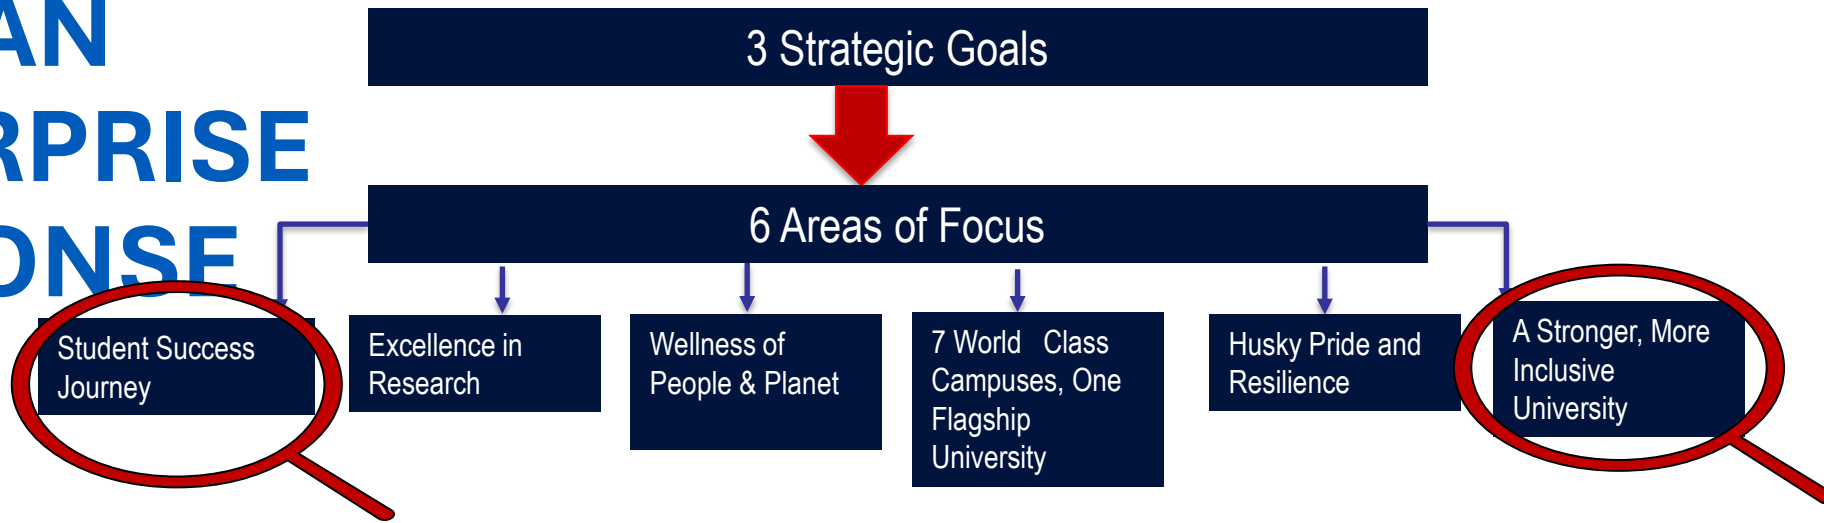 AN
RPRISE
ONSE
3 Strategic Goals
6 Areas of Focus
Student Success
Journey
Excellence in
Research
Wellness of
People & Planet
7 World Class
Campuses, One
Flagship
University
Husky Pride and
Resilience
A Stronger, More
Inclusive
University